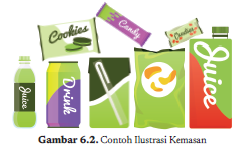 Cookies
Candy
Juice
Drink
Juice
Gambar 6.2. Contoh Ilustrasi Kemasan